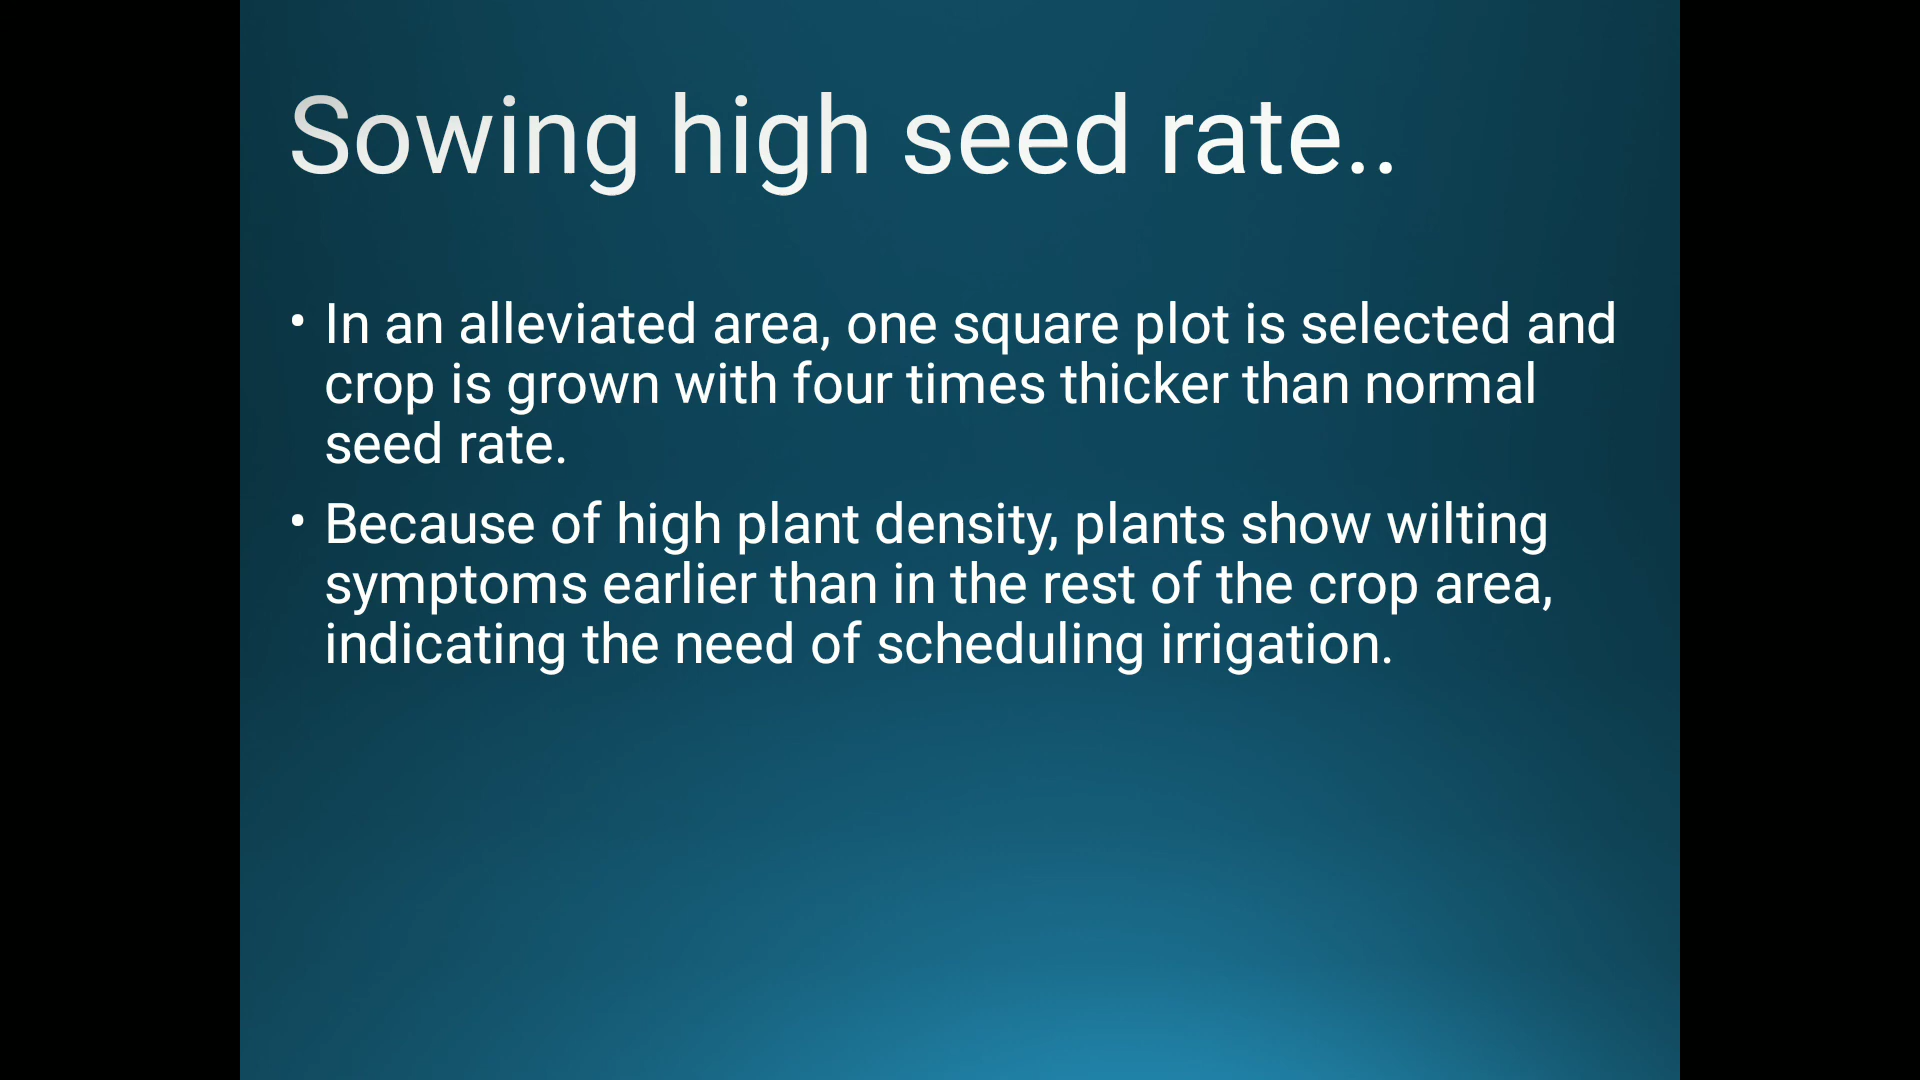 Sowing high seed rate..
• In an alleviated area, one square plot is selected and
crop is grown with four times thicker than normal
seed rate.
• Because of high plant density, plants show wilting
symptoms earlier than in the rest of the crop area,
indicating the need of scheduling irrigation.